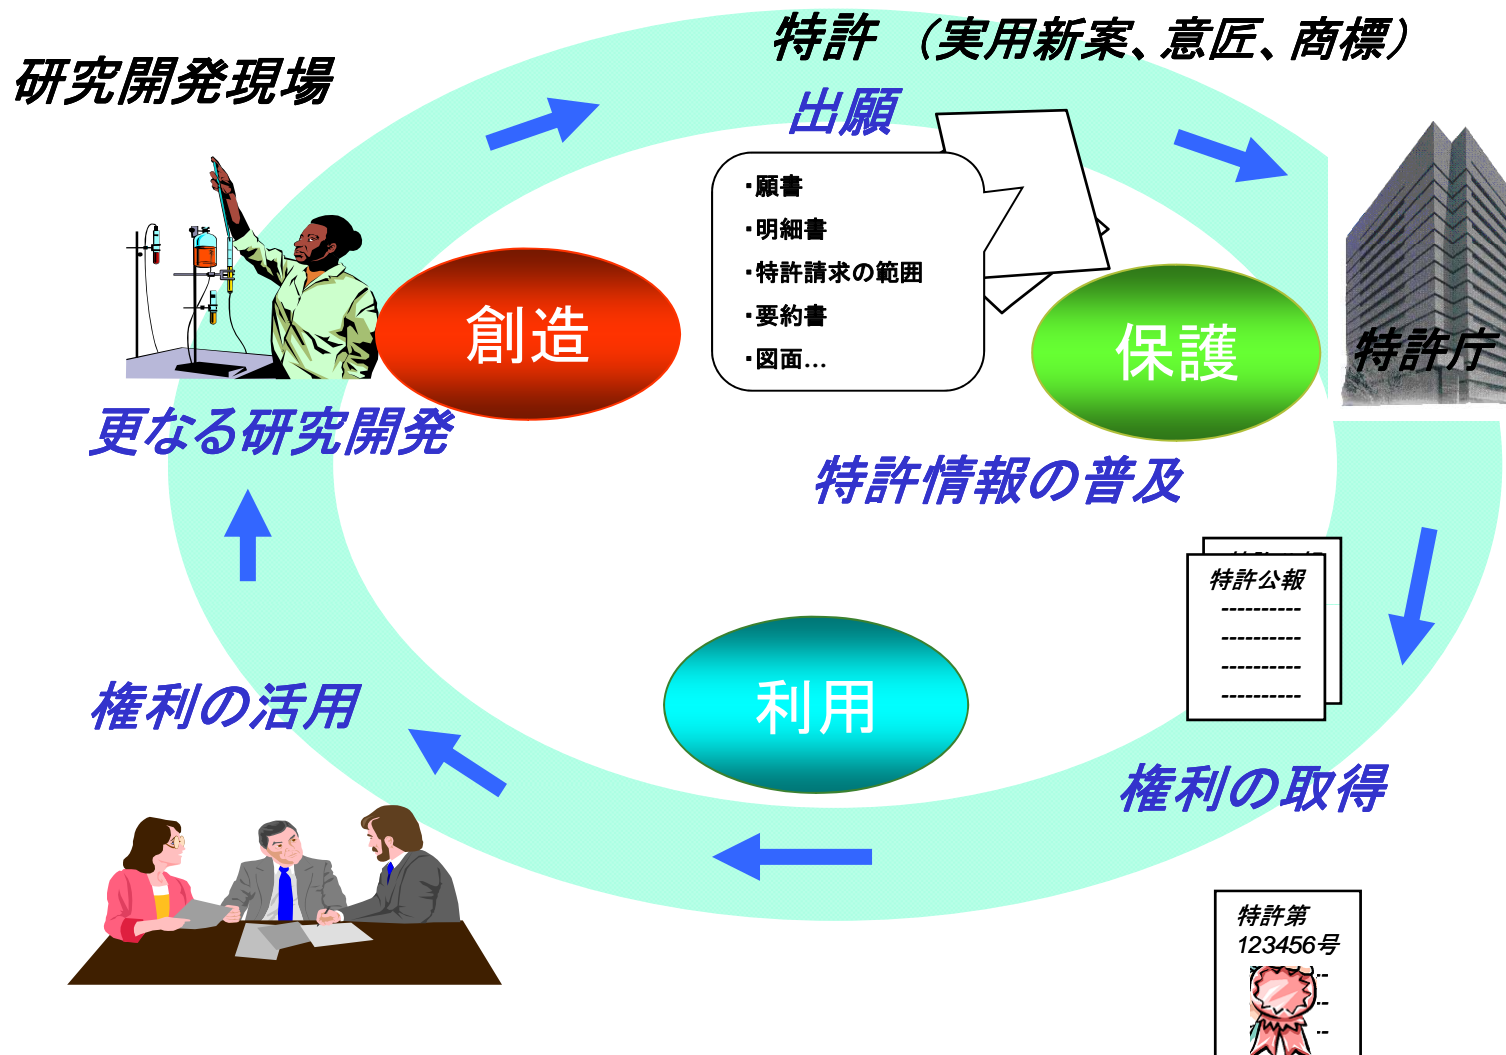 特許 （実用新案、意匠、商標）
研究開発現場
出願
・願書
・明細書
・特許請求の範囲
・要約書
・図面...
創造
保護
特許庁
更なる研究開発
特許情報の普及
特許公報
----------
----------
----------
----------
利用
権利の活用
権利の取得
特許第
123456号